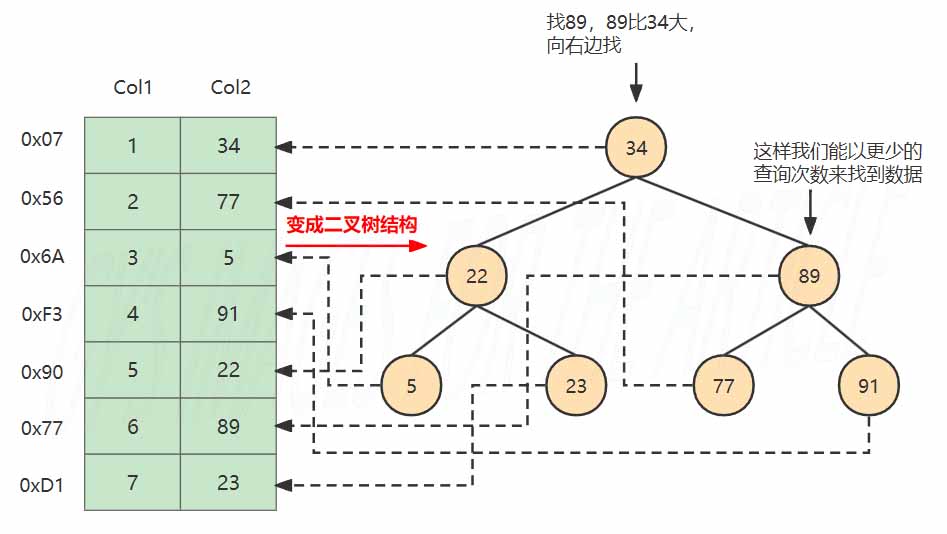 找89，89比34大，
向右边找
Col1 Col2
0x07 1 34
34
这样我们能以更少的
查询次数来找到数据
0x56 2 77
变成二叉树结构
0x6A 3 5
22 89
0xF3 4 91
0x90 5 22
5 23 77 91
0x77 6 89
0xD1 7 23